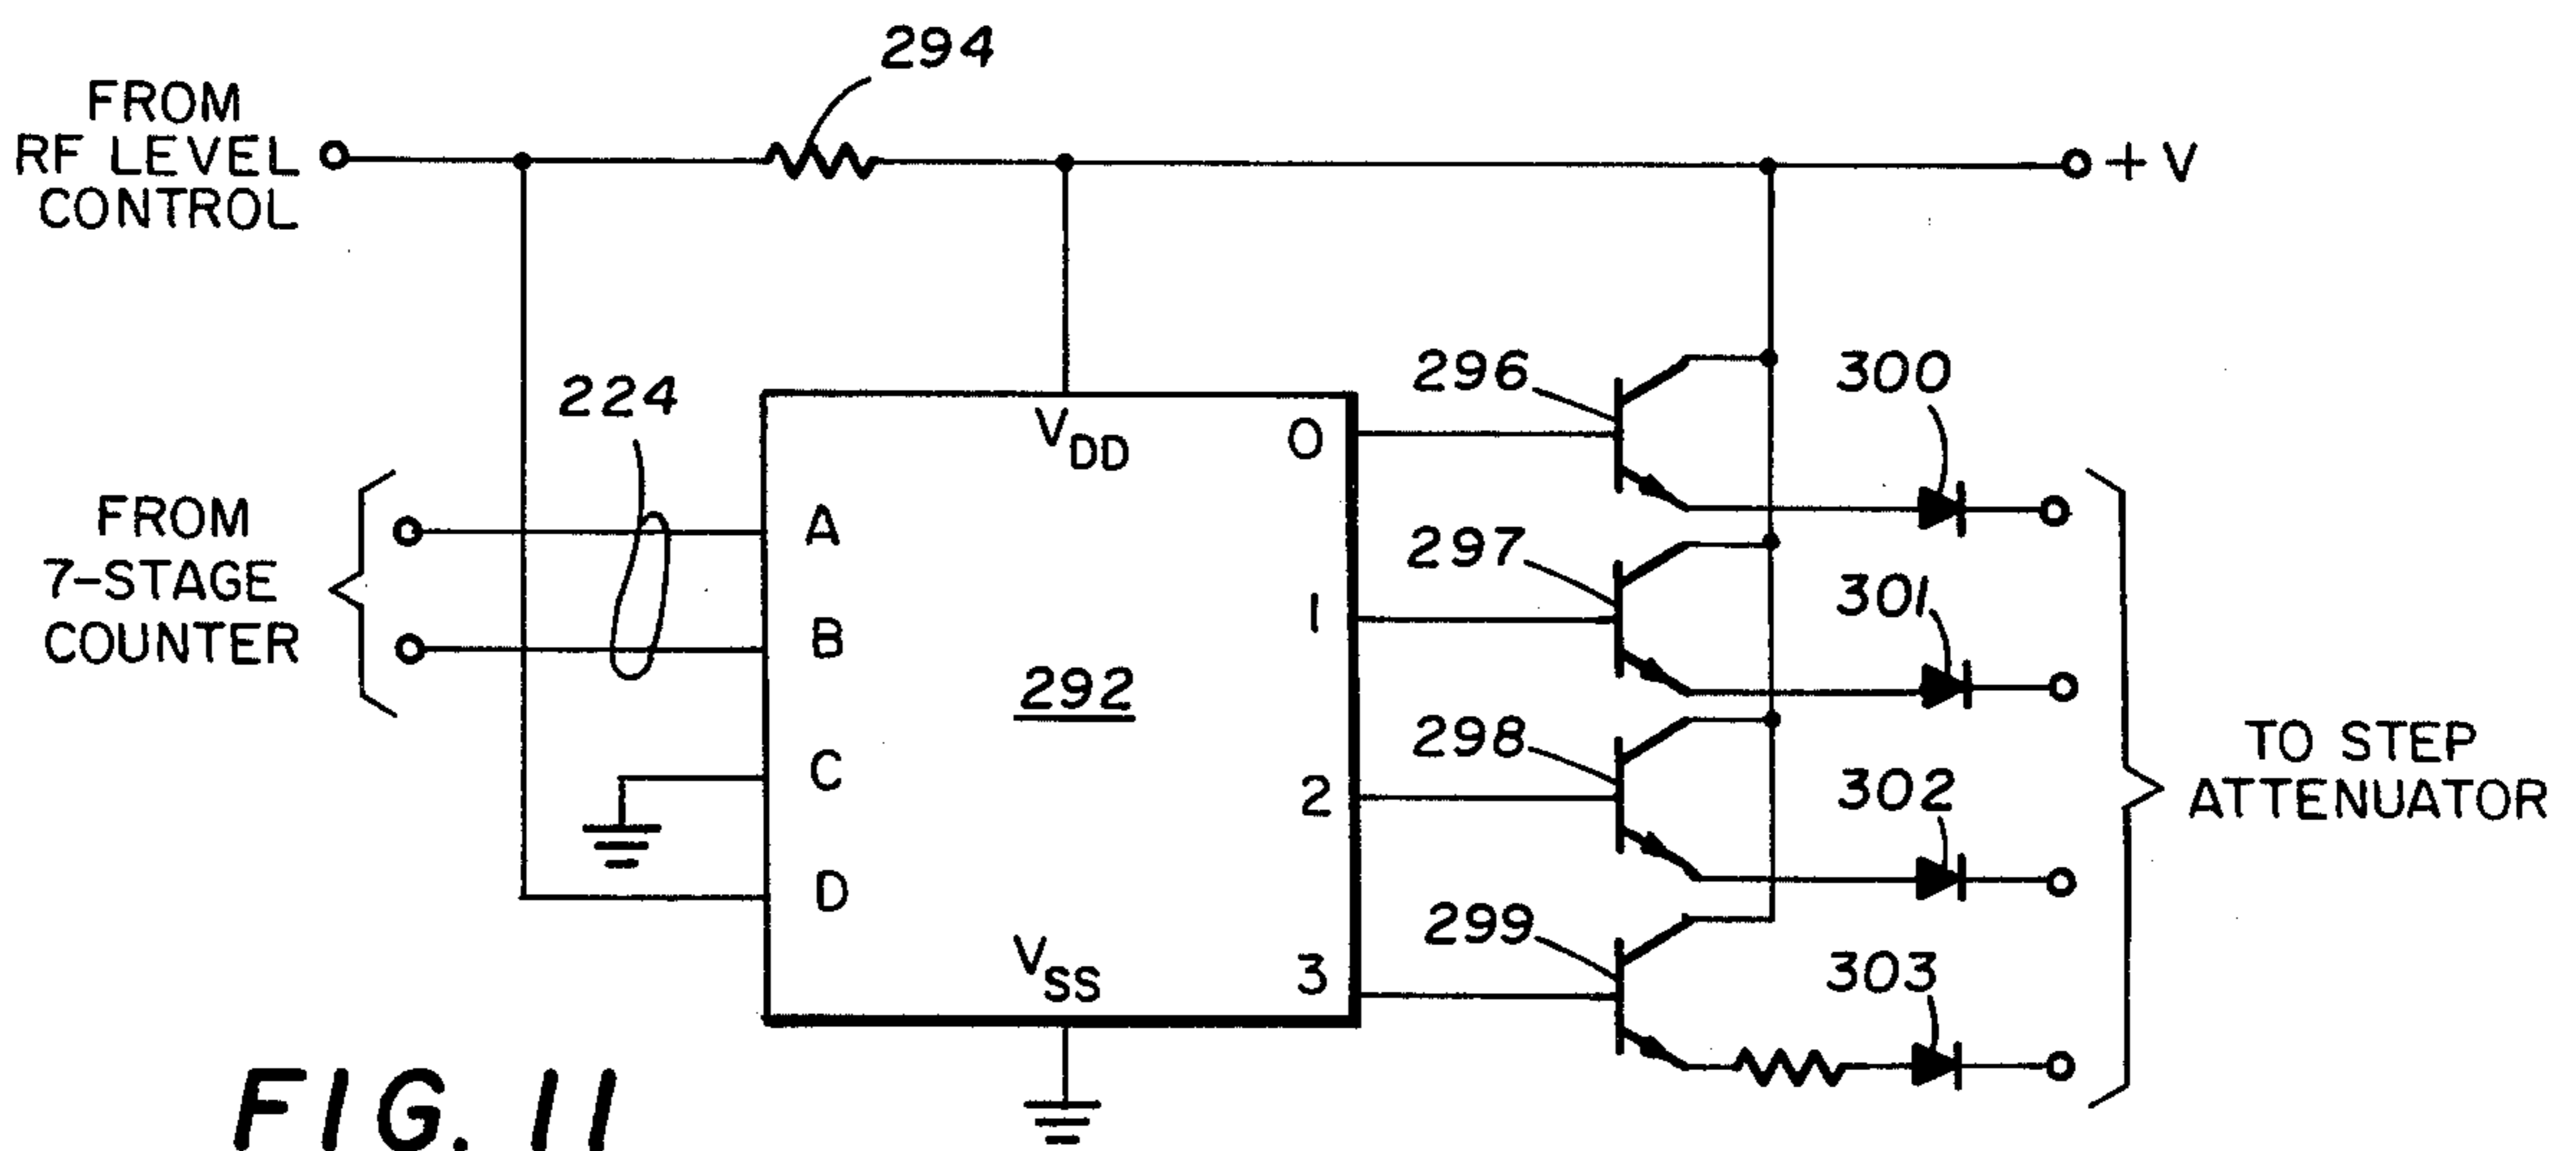 294
FROM
RF LEVEL
CONTROL
+ V
224
296
300
VDD
0
FROM
7-STAGE
COUNTER
A
297
301
1
B
292
298
302
TO STEP
ATTENUATOR
C
2
D
299
303
VSS
3
FIG. 11